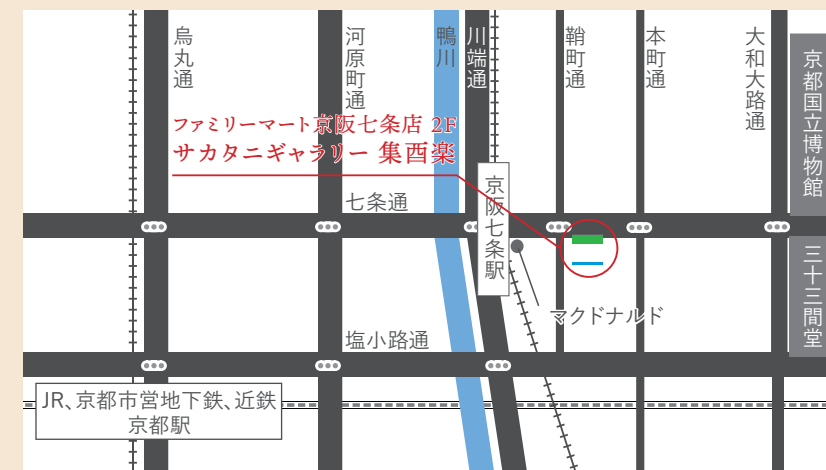 烏丸通
河原町通
鴨川
川端通
鞘町通
本町通
大和大路通
京都国立博物館
ファミリーマート京阪七条店 2F
サカタニギャラリー 集酉楽
七条通
京阪七条駅
三十三間堂
マクドナルド
塩小路通
JR、京都市営地下鉄、近鉄
京都駅